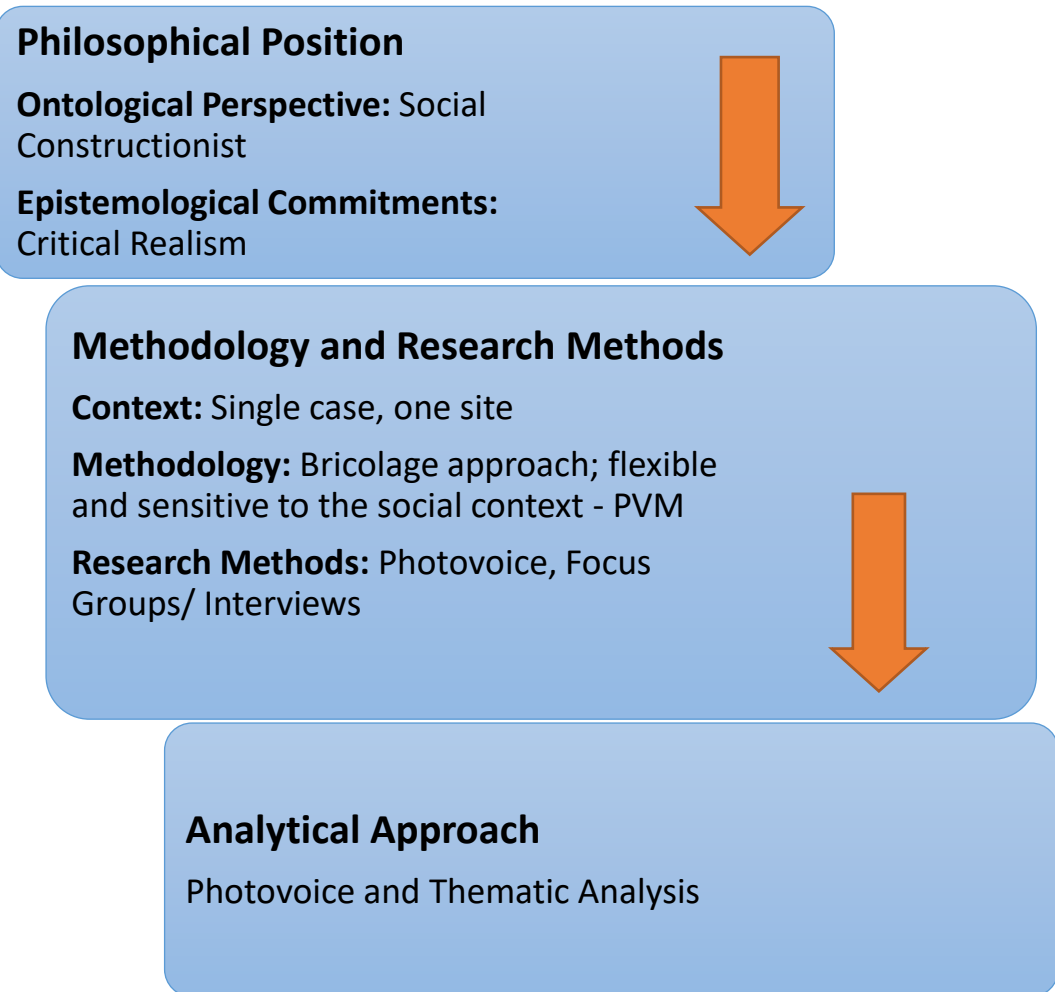 Philosophical Position
Ontological Perspective: Social
Constructionist
Epistemological Commitments:
Critical Realism
Methodology and Research Methods
Context: Single case, one site
Methodology: Bricolage approach; flexible
and sensitive to the social context - PVM
Research Methods: Photovoice, Focus
Groups/ Interviews
Analytical Approach
Photovoice and Thematic Analysis